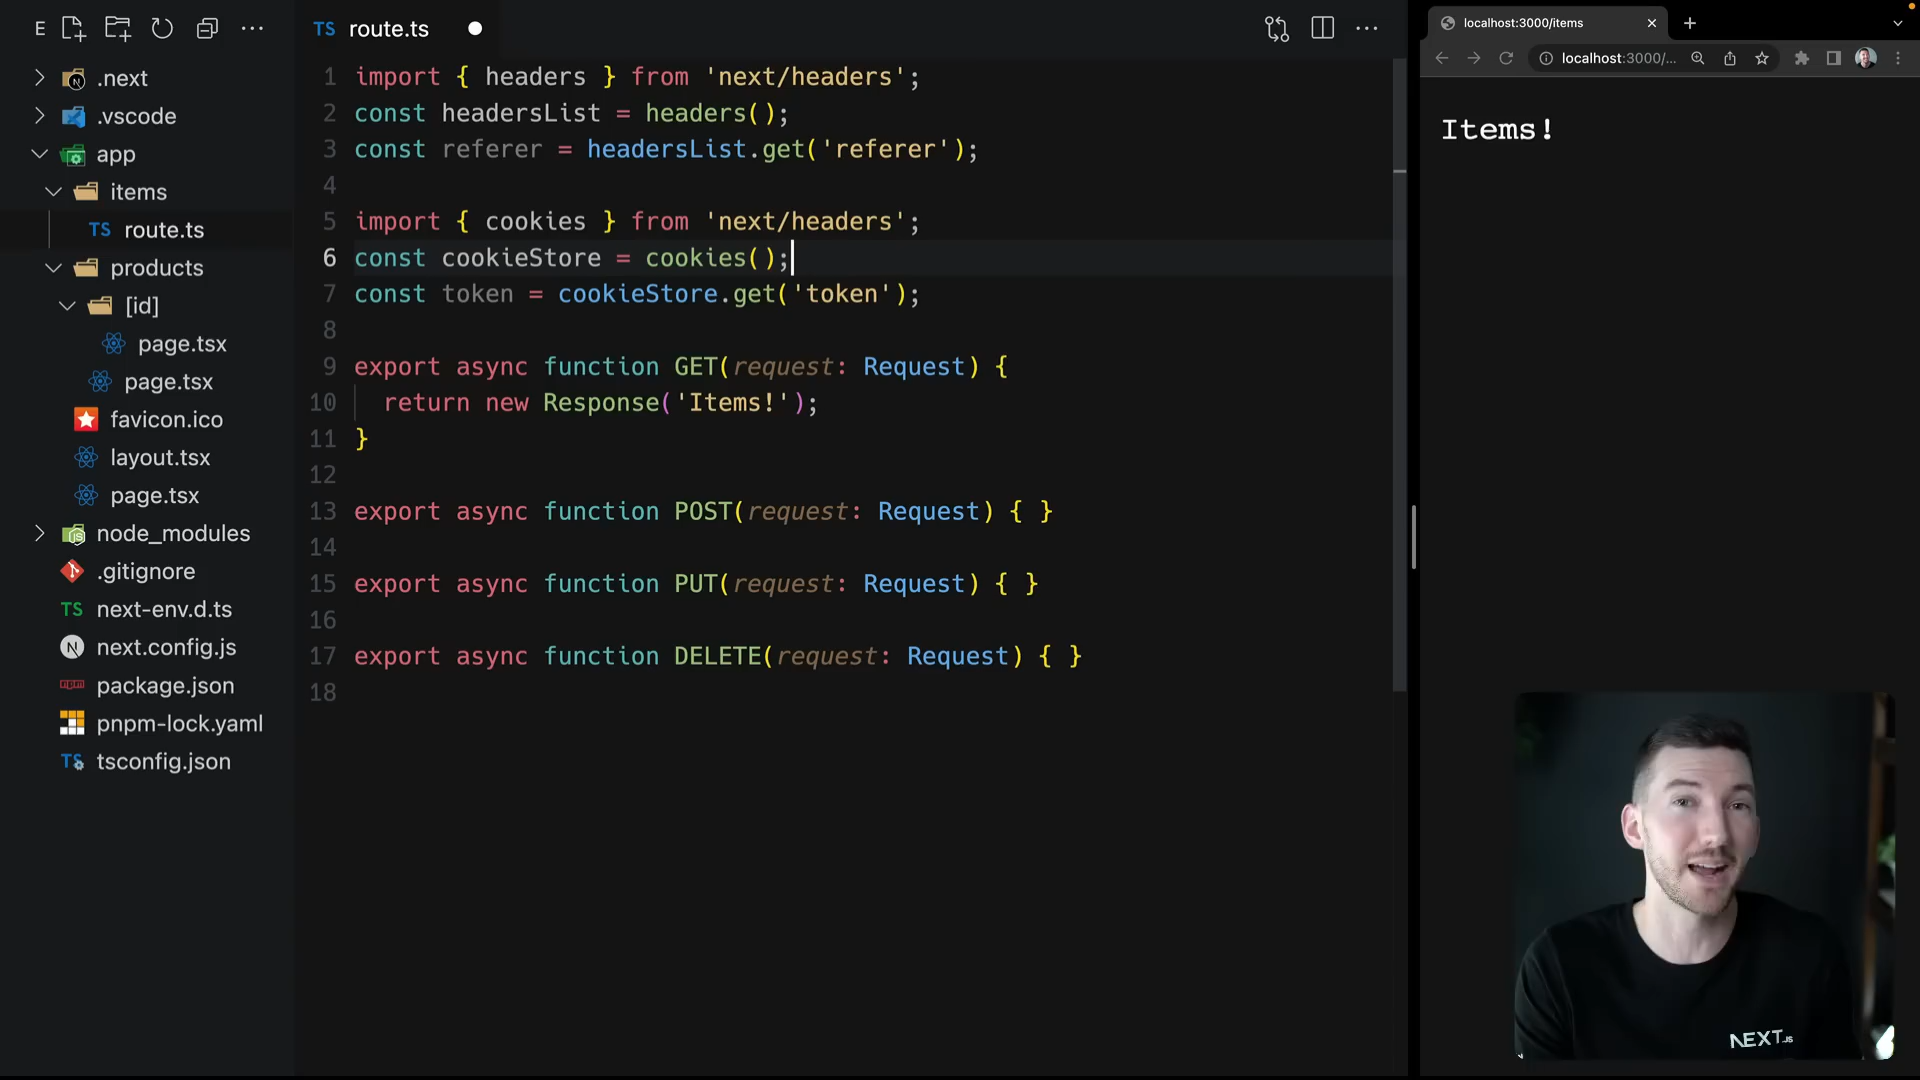 E
TS route.ts
.next
.vscode
app
items
TS route.ts
products
[id]
page.tsx
page.tsx
favicon.ico
layout.tsx
page.tsx
node_modules
.gitignore
TS next-env.d.ts
N next.config.js
package.json
pnpm-lock.yaml
TS tsconfig.json
1 import { headers } from 'next/headers';
2 const headersList = headers();
3 const referer = headersList.get('referer');
4
5 import { cookies } from 'next/headers';
6 const cookieStore = cookies();
7 const token = cookieStore.get('token');
8
9 export async function GET(request: Request) {
10 return new Response('Items!');
11 }
12
13 export async function POST(request: Request) { }
14
15 export async function PUT(request: Request) { }
16
17 export async function DELETE(request: Request) { }
18
localhost:3000/items
localhost:3000/...
Items!
NEXT.JS